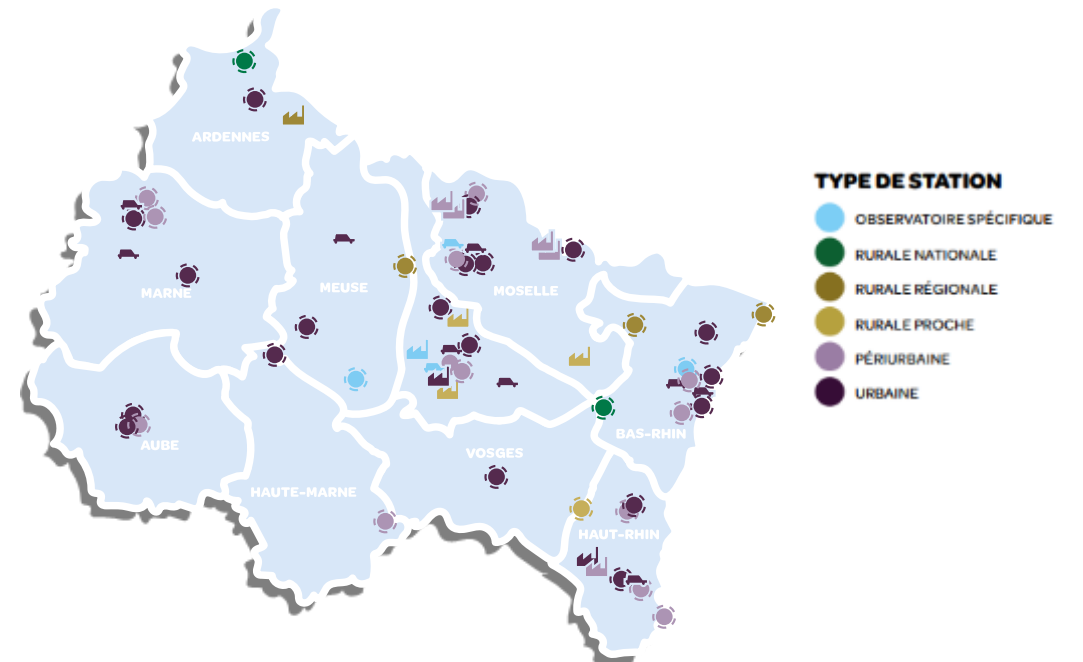 ARDENNES
MARNE
MEUSE
MOSELLE
AUBE
BAS-RHIN
VOSGES
HAUTE-MARNE
HAUT-RHIN
TYPE DE STATION
OBSERVATOIRE SPÉCIFIQUE
RURALE NATIONALE
RURALE RÉGIONALE
RURALE PROCHE
PÉRIURBAINE
URBAINE